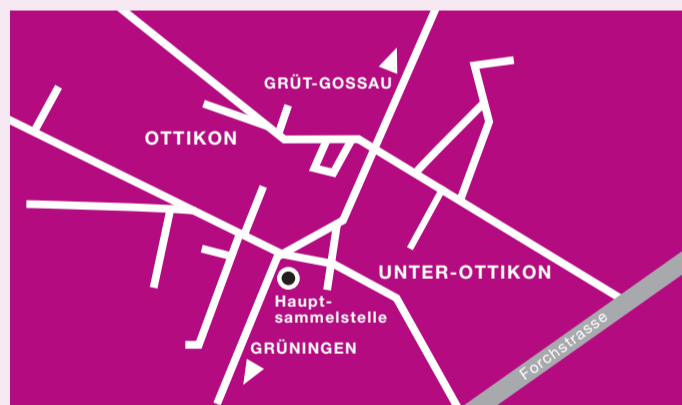 GRÜT-GOSSAU
OTTIKON
UNTER-OTTIKON
Haupt-
sammelstelle
Forchstrasse
GRÜNINGEN